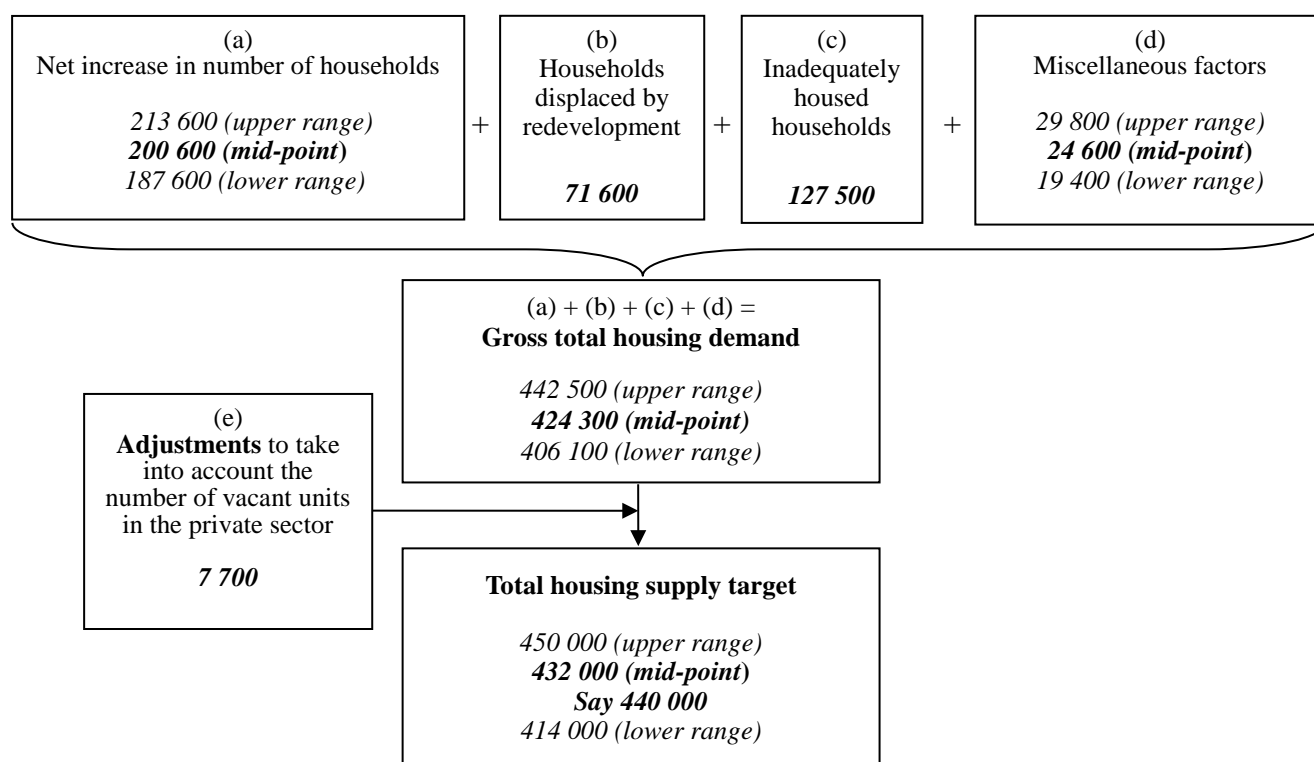 (a)
Net increase in number of households
213 600 (upper range)
200 600 (mid-point)
187 600 (lower range)
+
(b)
Households
displaced by
redevelopment
71 600
+
(c)
Inadequately
housed
households
127 500
+
(d)
Miscellaneous factors
29 800 (upper range)
24 600 (mid-point)
19 400 (lower range)
(a) + (b) + (c) + (d) =
Gross total housing demand
442 500 (upper range)
424 300 (mid-point)
406 100 (lower range)
(e)
Adjustments to take
into account the
number of vacant units
in the private sector
7 700
Total housing supply target
450 000 (upper range)
432 000 (mid-point)
Say 440 000
414 000 (lower range)